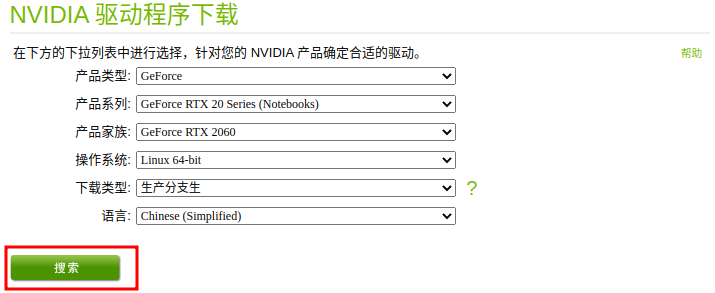 NVIDIA 驱动程序下载
在下方的下拉列表中进行选择，针对您的 NVIDIA 产品确定合适的驱动。 帮助
产品类型: GeForce
产品系列: GeForce RTX 20 Series (Notebooks)
产品家族: GeForce RTX 2060
操作系统: Linux 64-bit
下载类型: 生产分支生 ?
语言: Chinese (Simplified)
搜索